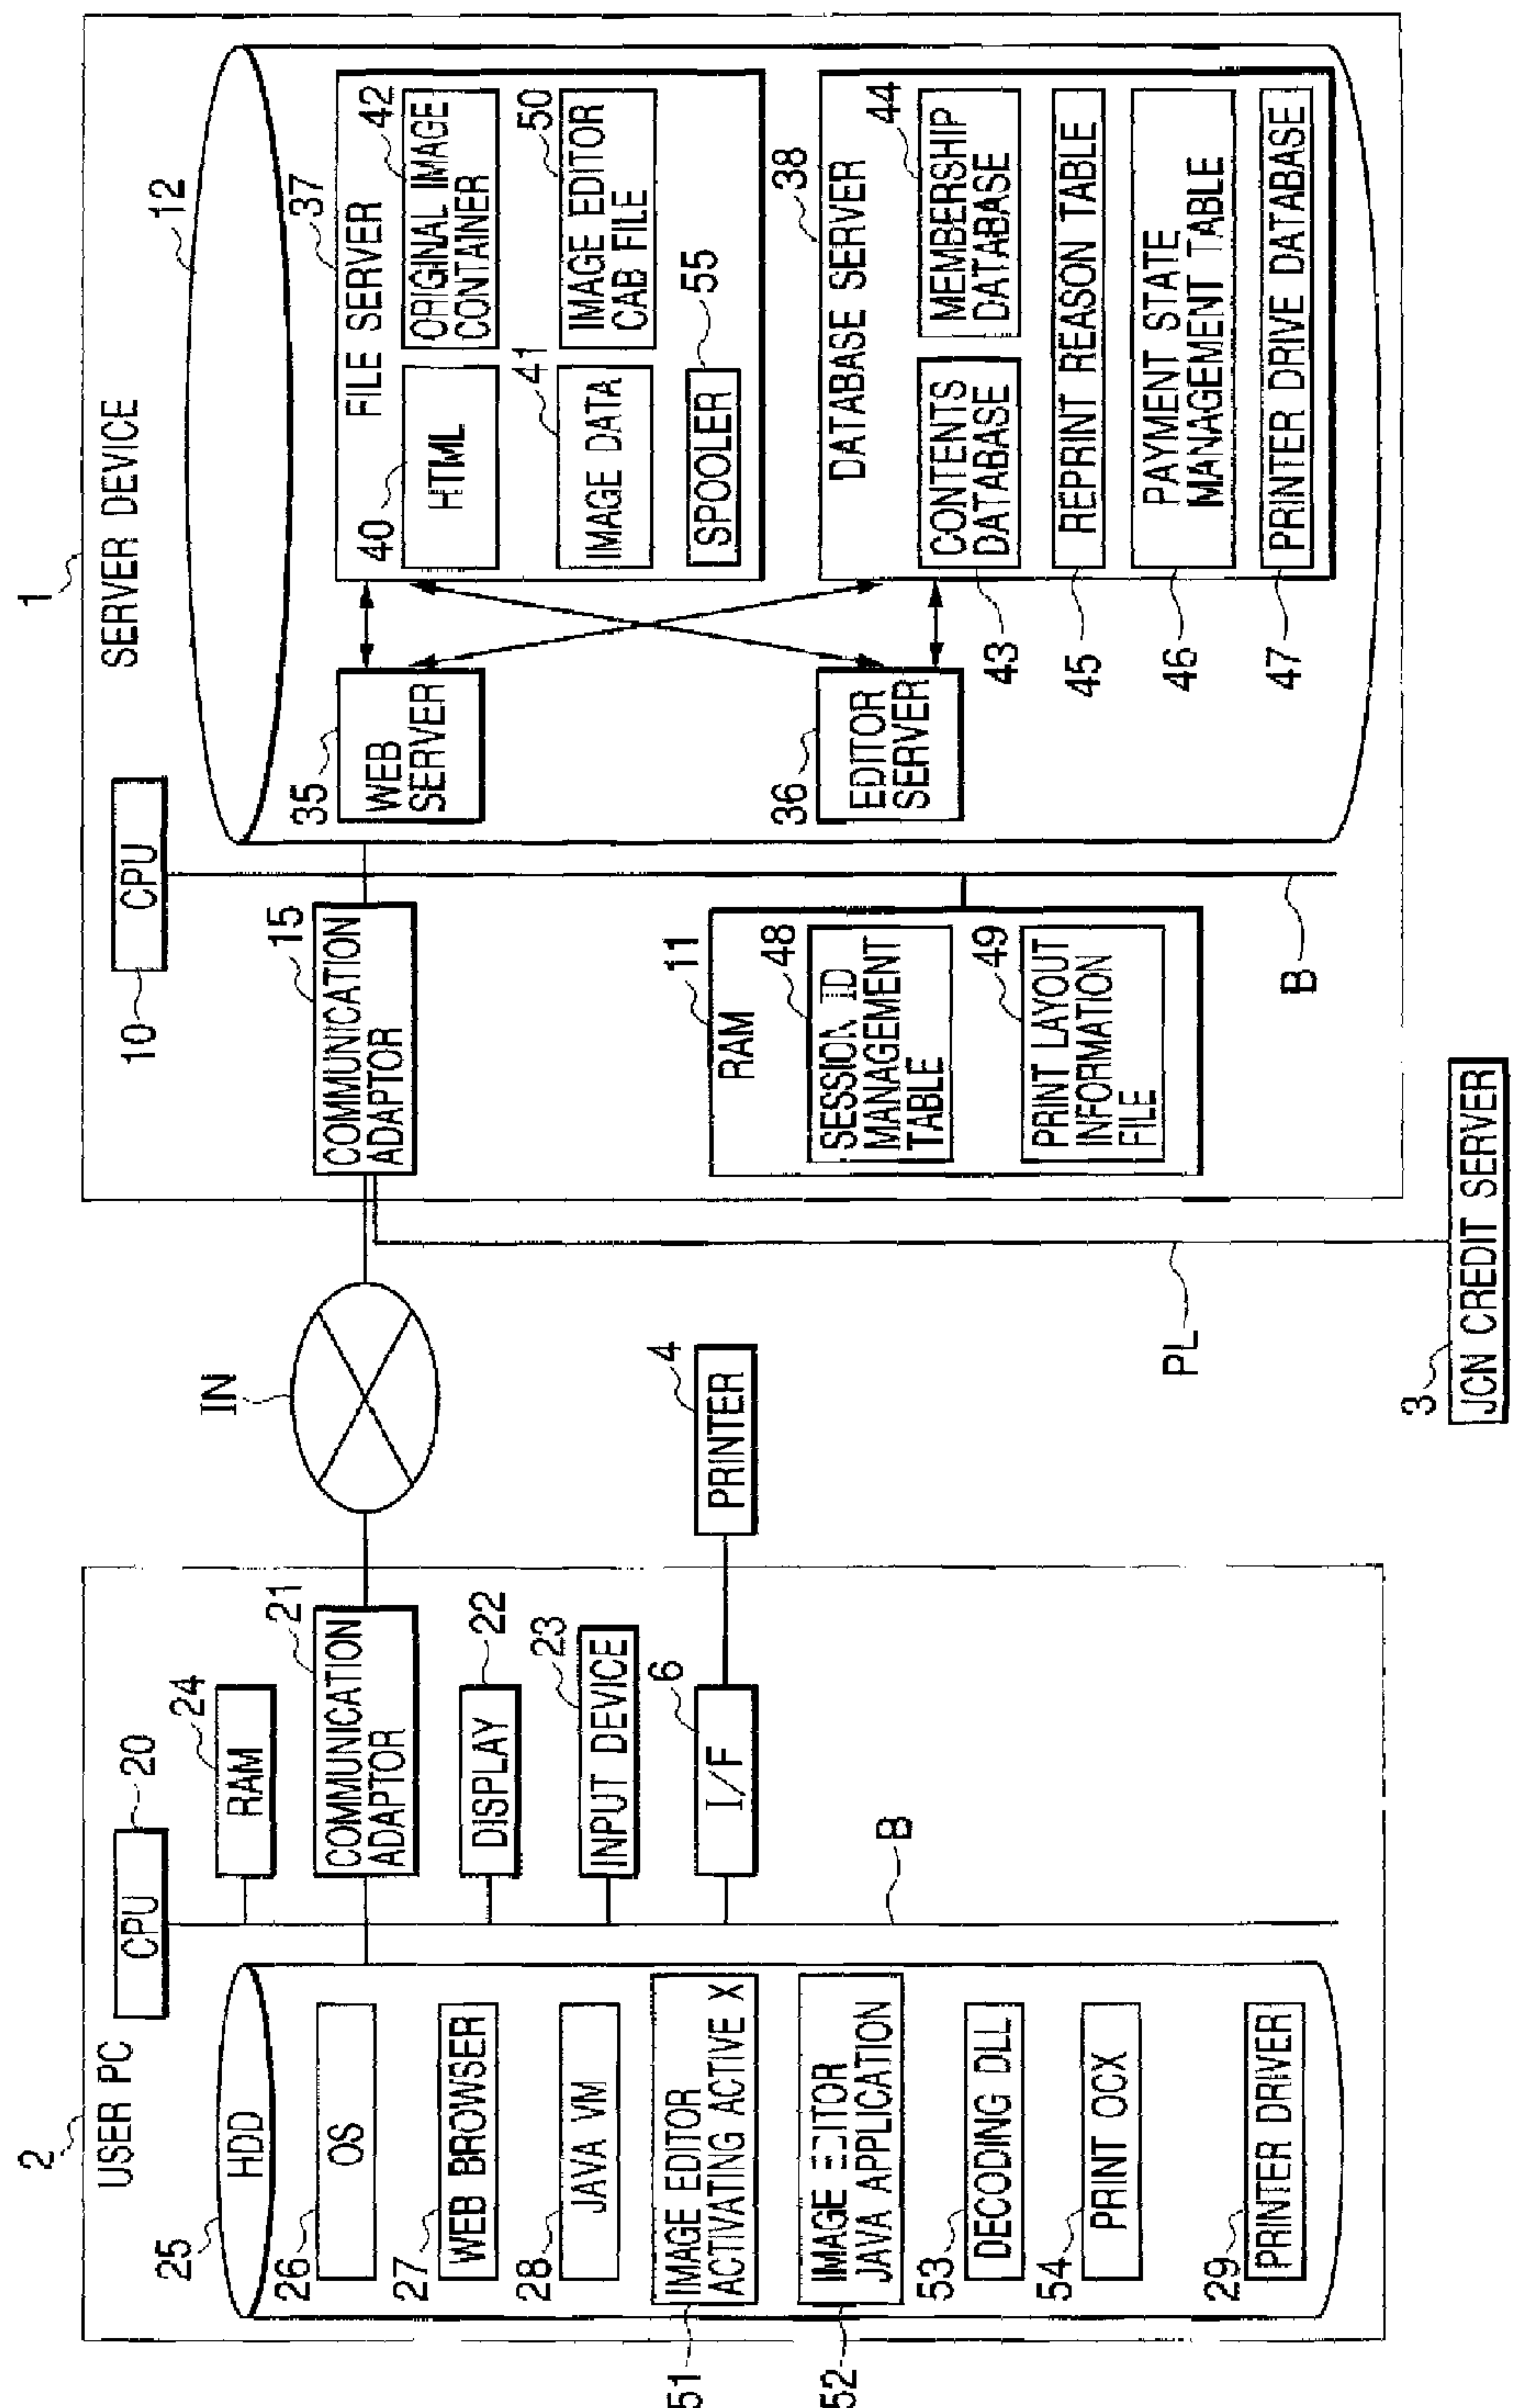 2
USER PC
20
CPU
25
HDD
24
RAM
26
OS
21
COMMUNICATION
ADAPTOR
27
WEB BROWSER
22
DISPLAY
28
JAVA VM
23
INPUT DEVICE
51
IMAGE EDITOR
ACTIVATING ACTIVE X
6
I/F
4
PRINTER
52
IMAGE EDITOR
JAVA APPLICATION
53
DECODING DLL
B
54
PRINT OCX
29
PRINTER DRIVER
IN
PL
3
JCN CREDIT SERVER
1
SERVER DEVICE
10
CPU
12
15
COMMUNICATION
ADAPTOR
11
RAM
48
SESSION ID
MANAGEMENT
TABLE
49
PRINT LAYOUT
INFORMATION
FILE
B
35
WEB
SERVER
36
EDITOR
SERVER
37
FILE SERVER
40
HTML
42
ORIGINAL IMAGE
CONTAINER
41
IMAGE DATA
50
IMAGE EDITOR
CAB FILE
SPOOLER
55
38
DATABASE SERVER
43
CONTENTS
DATABASE
44
MEMBERSHIP
DATABASE
45
REPRINT REASON TABLE
46
PAYMENT STATE
MANAGEMENT TABLE
47
PRINTER DRIVE DATABASE